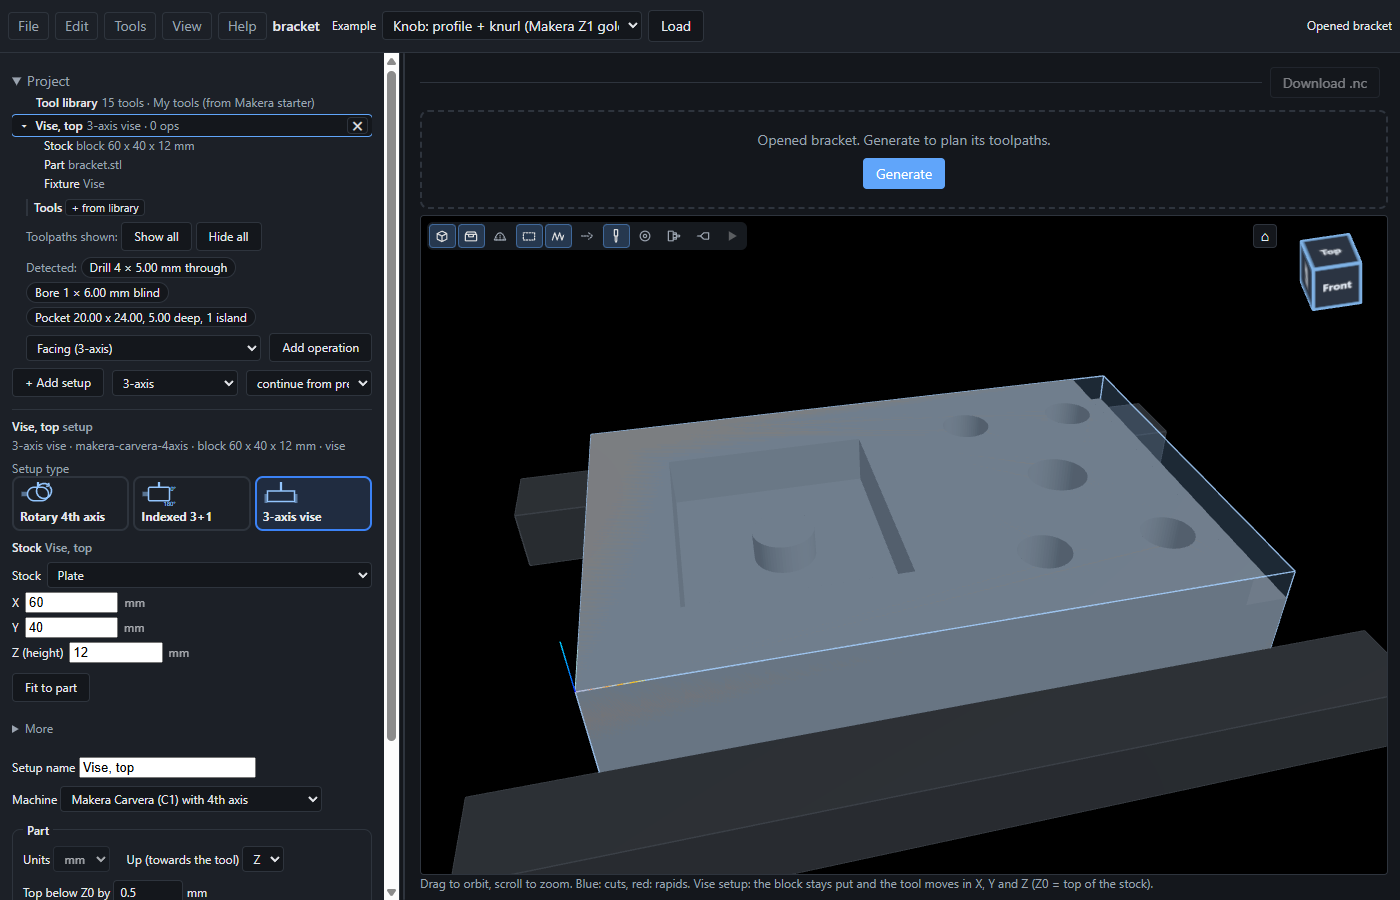 File Edit Tools View Help bracket Example Knob: profile + knurl (Makera Z1 gol Load Opened bracket
Project
Tool library 15 tools · My tools (from Makera starter)
Vise, top 3-axis vise · 0 ops
Stock block 60 x 40 x 12 mm
Part bracket.stl
Fixture Vise
Tools + from library
Toolpaths shown: Show all Hide all
Detected: Drill 4 × 5.00 mm through
Bore 1 × 6.00 mm blind
Pocket 20.00 x 24.00, 5.00 deep, 1 island
Facing (3-axis) Add operation
+ Add setup 3-axis continue from pre
Vise, top setup
3-axis vise · makera-carvera-4axis · block 60 x 40 x 12 mm · vise
Setup type
Rotary 4th axis Indexed 3+1 3-axis vise
180°
Stock Vise, top
Stock Plate
X 60 mm
Y 40 mm
Z (height) 12 mm
Fit to part
More
Setup name Vise, top
Machine Makera Carvera (C1) with 4th axis
Part
Units mm Up (towards the tool) Z
Top below Z0 by 0.5 mm
Download .nc
Opened bracket. Generate to plan its toolpaths.
Generate
Top
Front
Drag to orbit, scroll to zoom. Blue: cuts, red: rapids. Vise setup: the block stays put and the tool moves in X, Y and Z (Z0 = top of the stock).